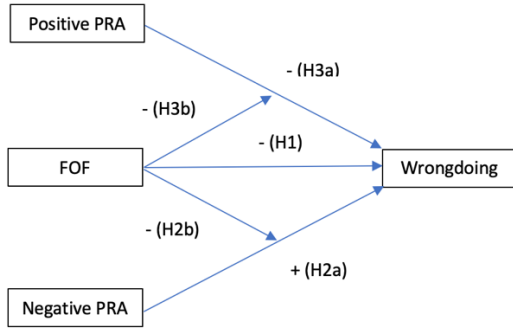 Positive PRA
- (H3a)
- (H3b)
- (H1)
FOF
Wrongdoing
- (H2b)
+ (H2a)
Negative PRA